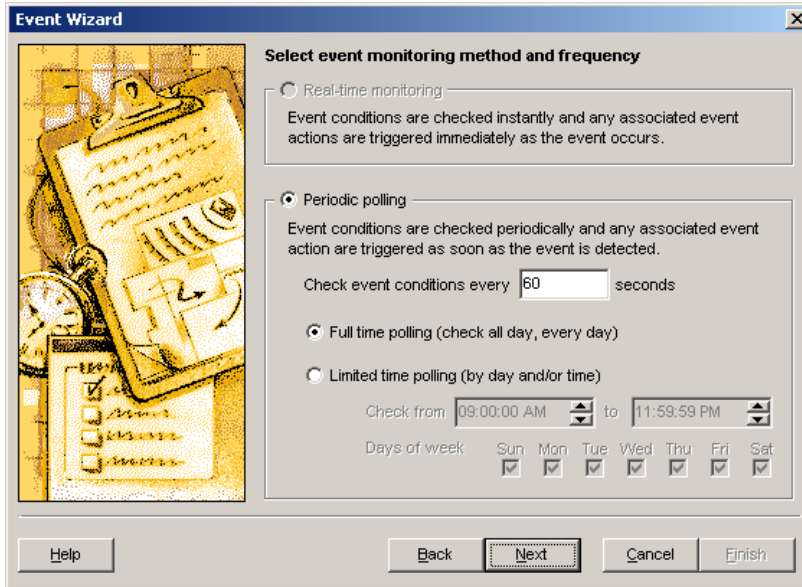 Event Wizard
Select event monitoring method and frequency
Real-time monitoring
Event conditions are checked instantly and any associated event
actions are triggered immediately as the event occurs.
Periodic polling
Event conditions are checked periodically and any associated event
action are triggered as soon as the event is detected.
Check event conditions every 60 seconds
Full time polling (check all day, every day)
Limited time polling (by day and/or time)
Check from 09:00:00 AM to 11:59:59 PM
Days of week Sun Mon Tue Wed Thu Fri Sat
Help Back Next Cancel Finish